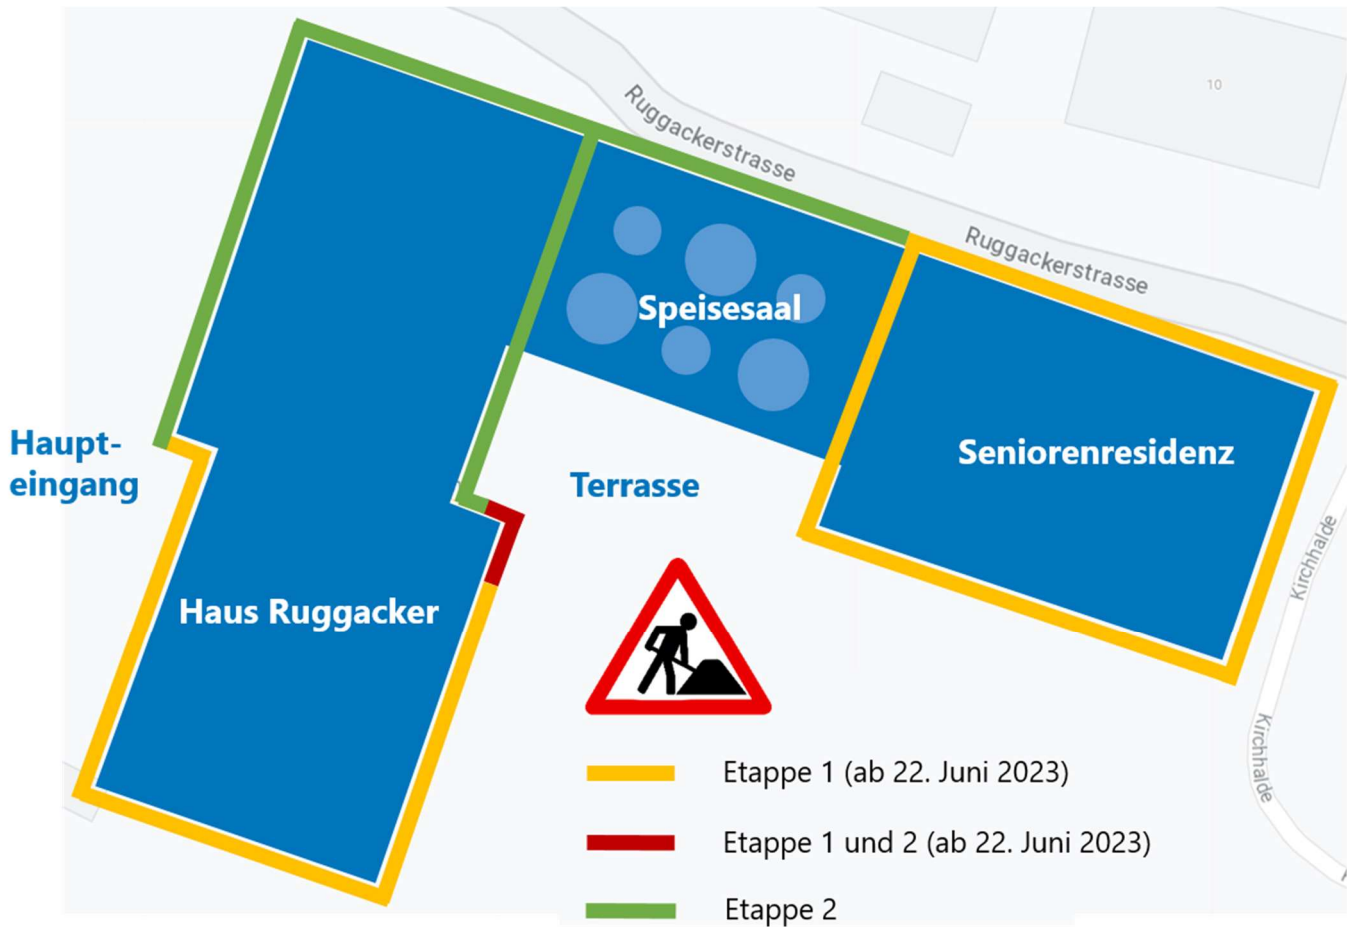 10
Ruggackerstrasse
Ruggackerstrasse
Speisesaal
Haupt-
eingang
Terrasse
Seniorenresidenz
Kirchhalde
Haus Ruggacker
Kirchhalde
Etappe 1 (ab 22. Juni 2023)
Etappe 1 und 2 (ab 22. Juni 2023)
Etappe 2